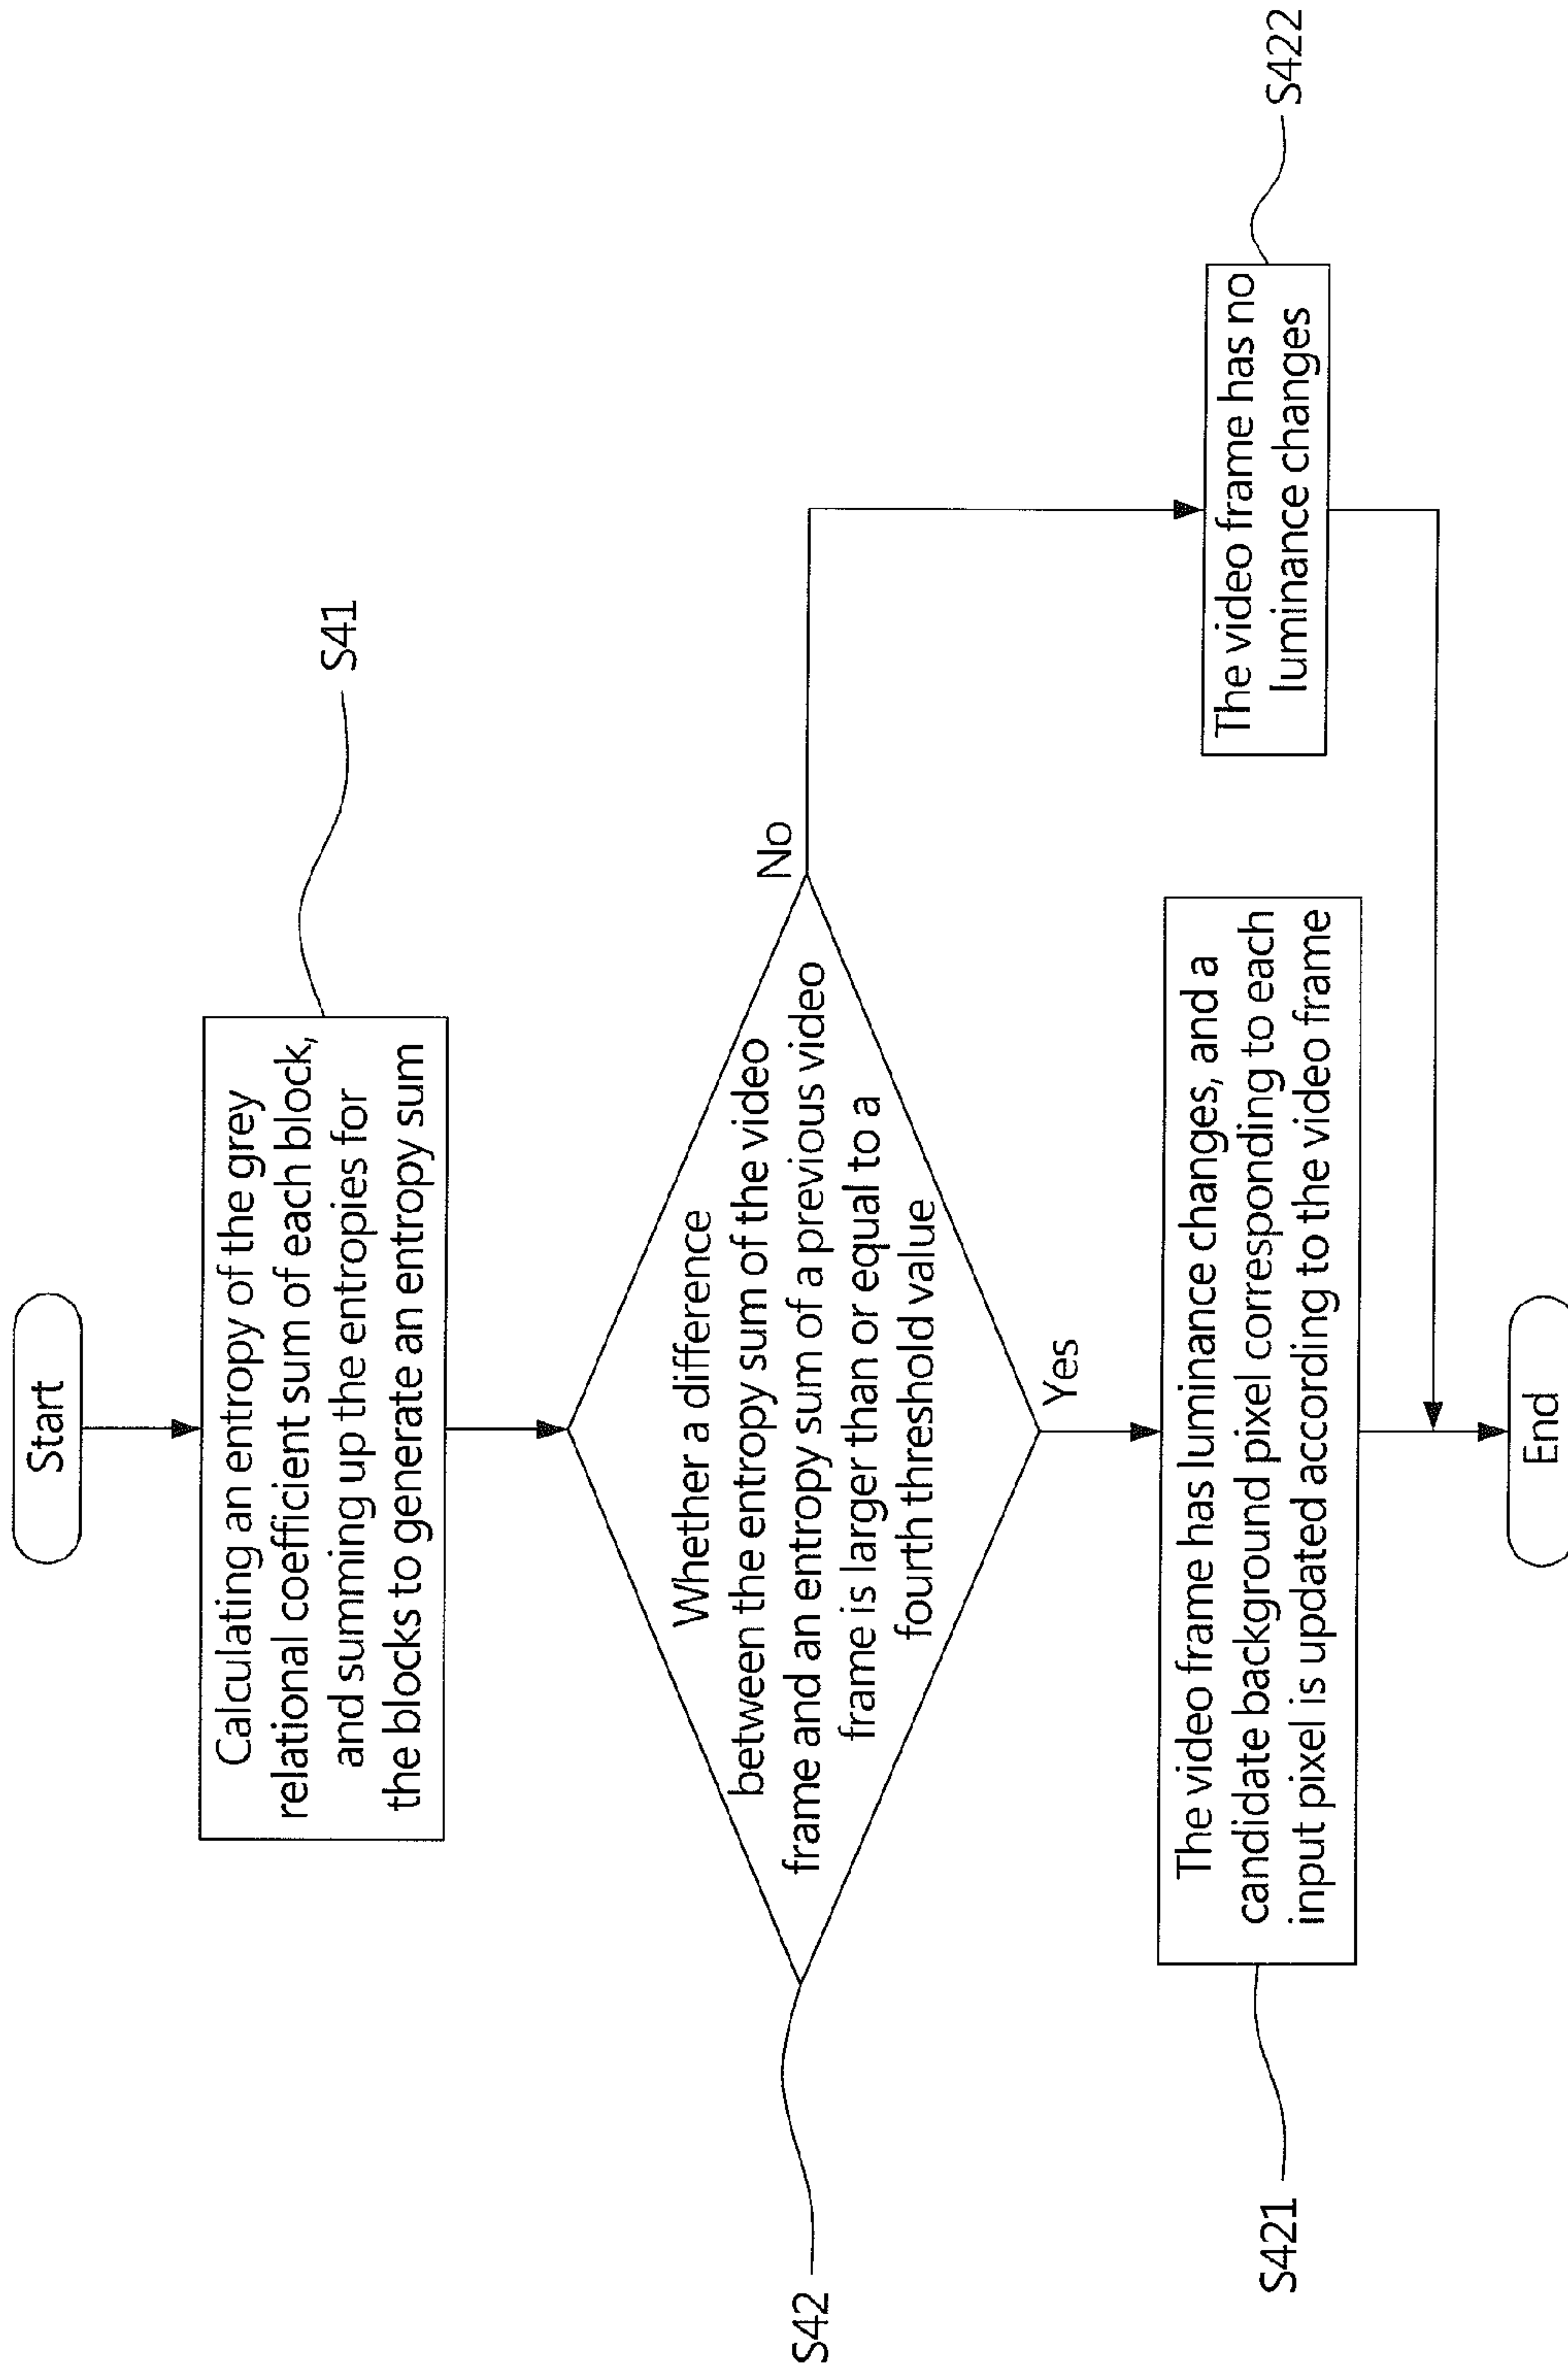 Start
Calculating an entropy of the grey
relational coefficient sum of each block,
and summing up the entropies for
the blocks to generate an entropy sum
S41
Whether a difference
between the entropy sum of the video
frame and an entropy sum of a previous video
frame is larger than or equal to a
fourth threshold value
S42
No
Yes
The video frame has luminance changes, and a
candidate background pixel corresponding to each
input pixel is updated according to the video frame
S421
The video frame has no
luminance changes
S422
End